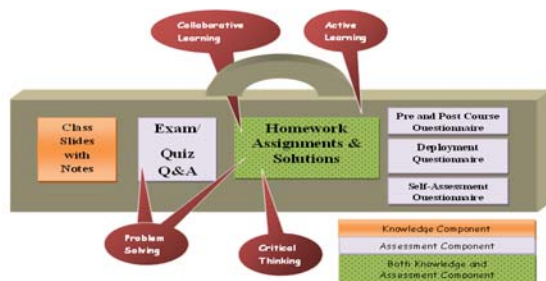 Collaborative
Learning
Active
Learning
Class
Slides
with
Notes
Exam/
Quiz
Q&A
Homework
Assignments &
Solutions
Pre and Post Course
Questionnaire
Deployment
Questionnaire
Self-Assessment
Questionnaire
Problem
Solving
Critical
Thinking
Knowledge Component
Assessment Component
Both Knowledge and
Assessment Component